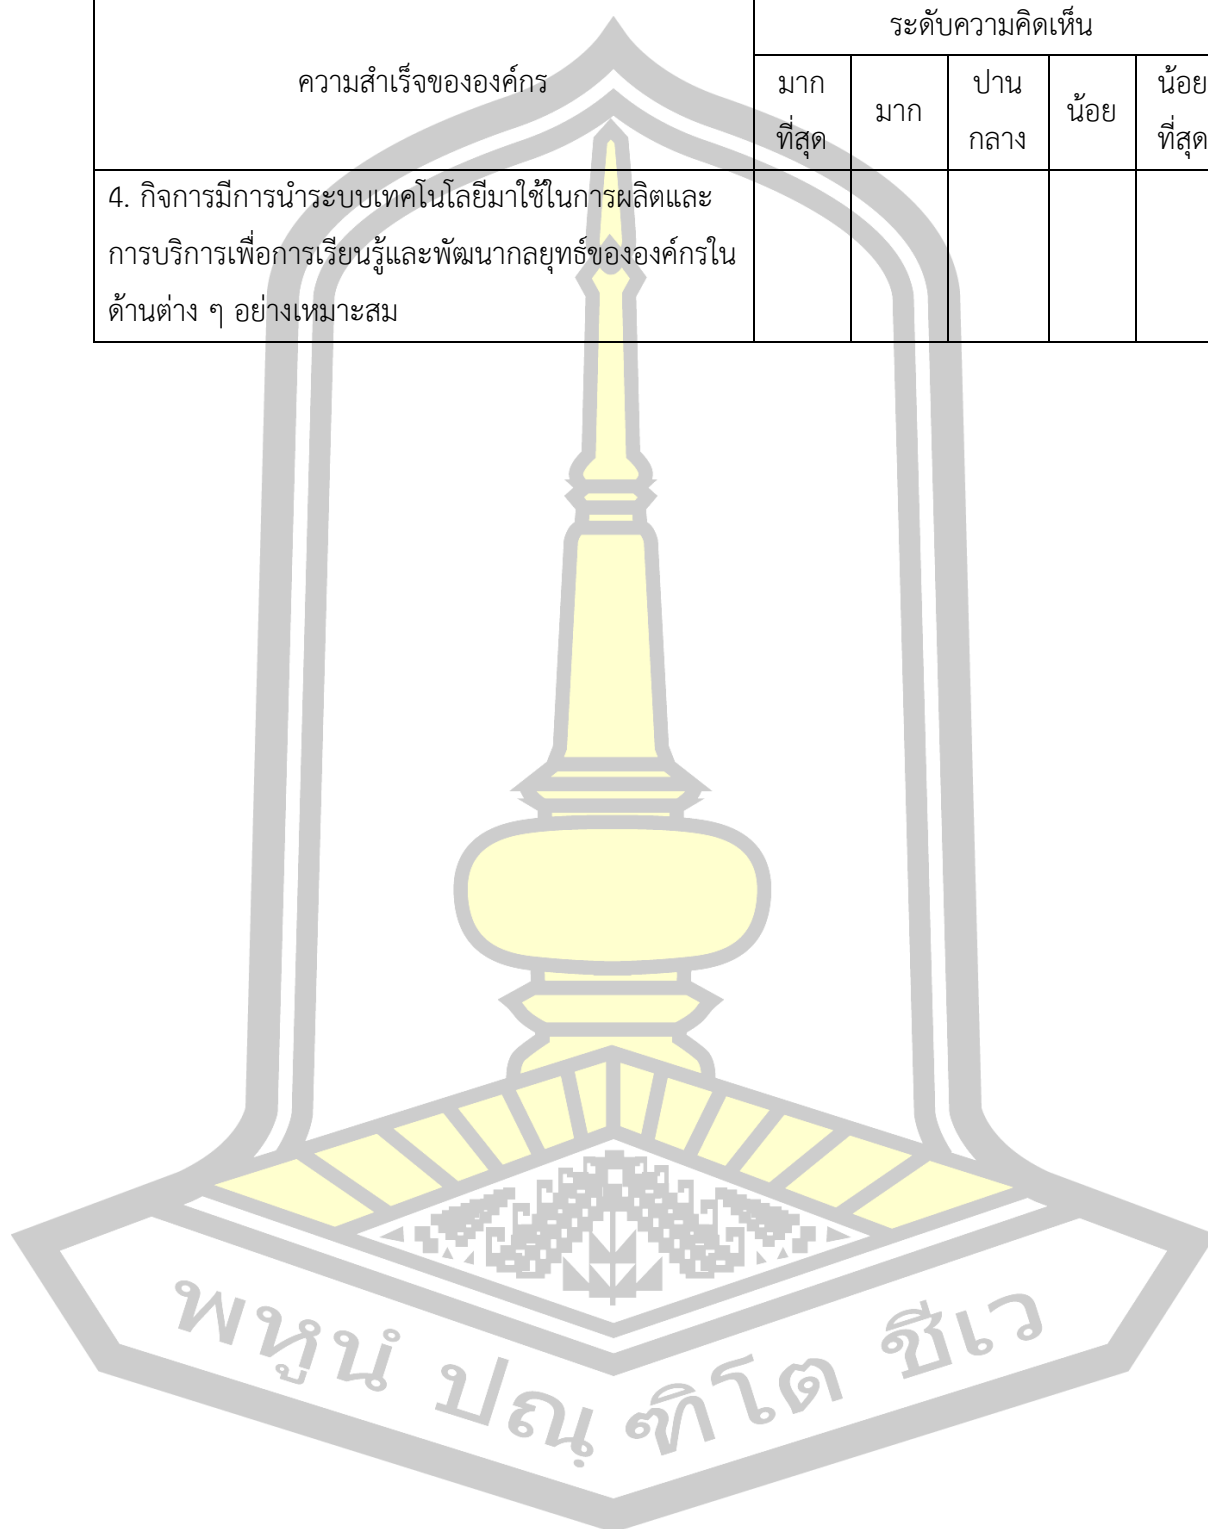 ความสำเร็จขององค์กร
ระดับความคิดเห็น
มาก
ที่สุด
มาก
ปาน
กลาง
น้อย
น้อย
ที่สุด
4. กิจการมีการนำระบบเทคโนโลยีมาใช้ในการผลิตและ
การบริการเพื่อการเรียนรู้และพัฒนากลยุทธ์ขององค์กรใน
ด้านต่าง ๆ อย่างเหมาะสม
พหูนํ ปณฺฑิโต ชีเว